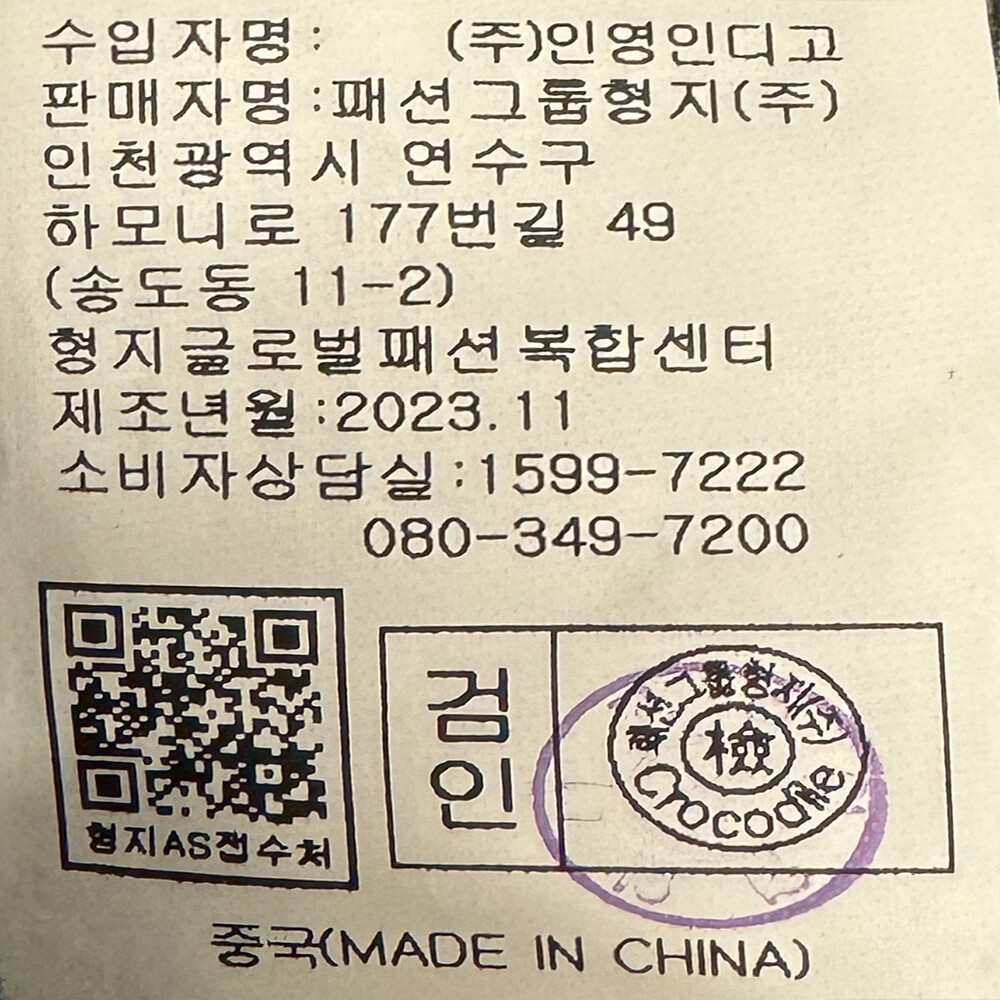 수입자명: (주)인영인디고
판매자명:패션그룹형지(주)
인천광역시 연수구
하모니로 177번길 49
(송도동 11-2)
형지글로벌패션복합센터
제조년월:2023.11
소비자상담실:1599-7222
080-349-7200
형지AS접수처
검인
패션그룹형지(주)
檢
Crocodile
중국(MADE IN CHINA)